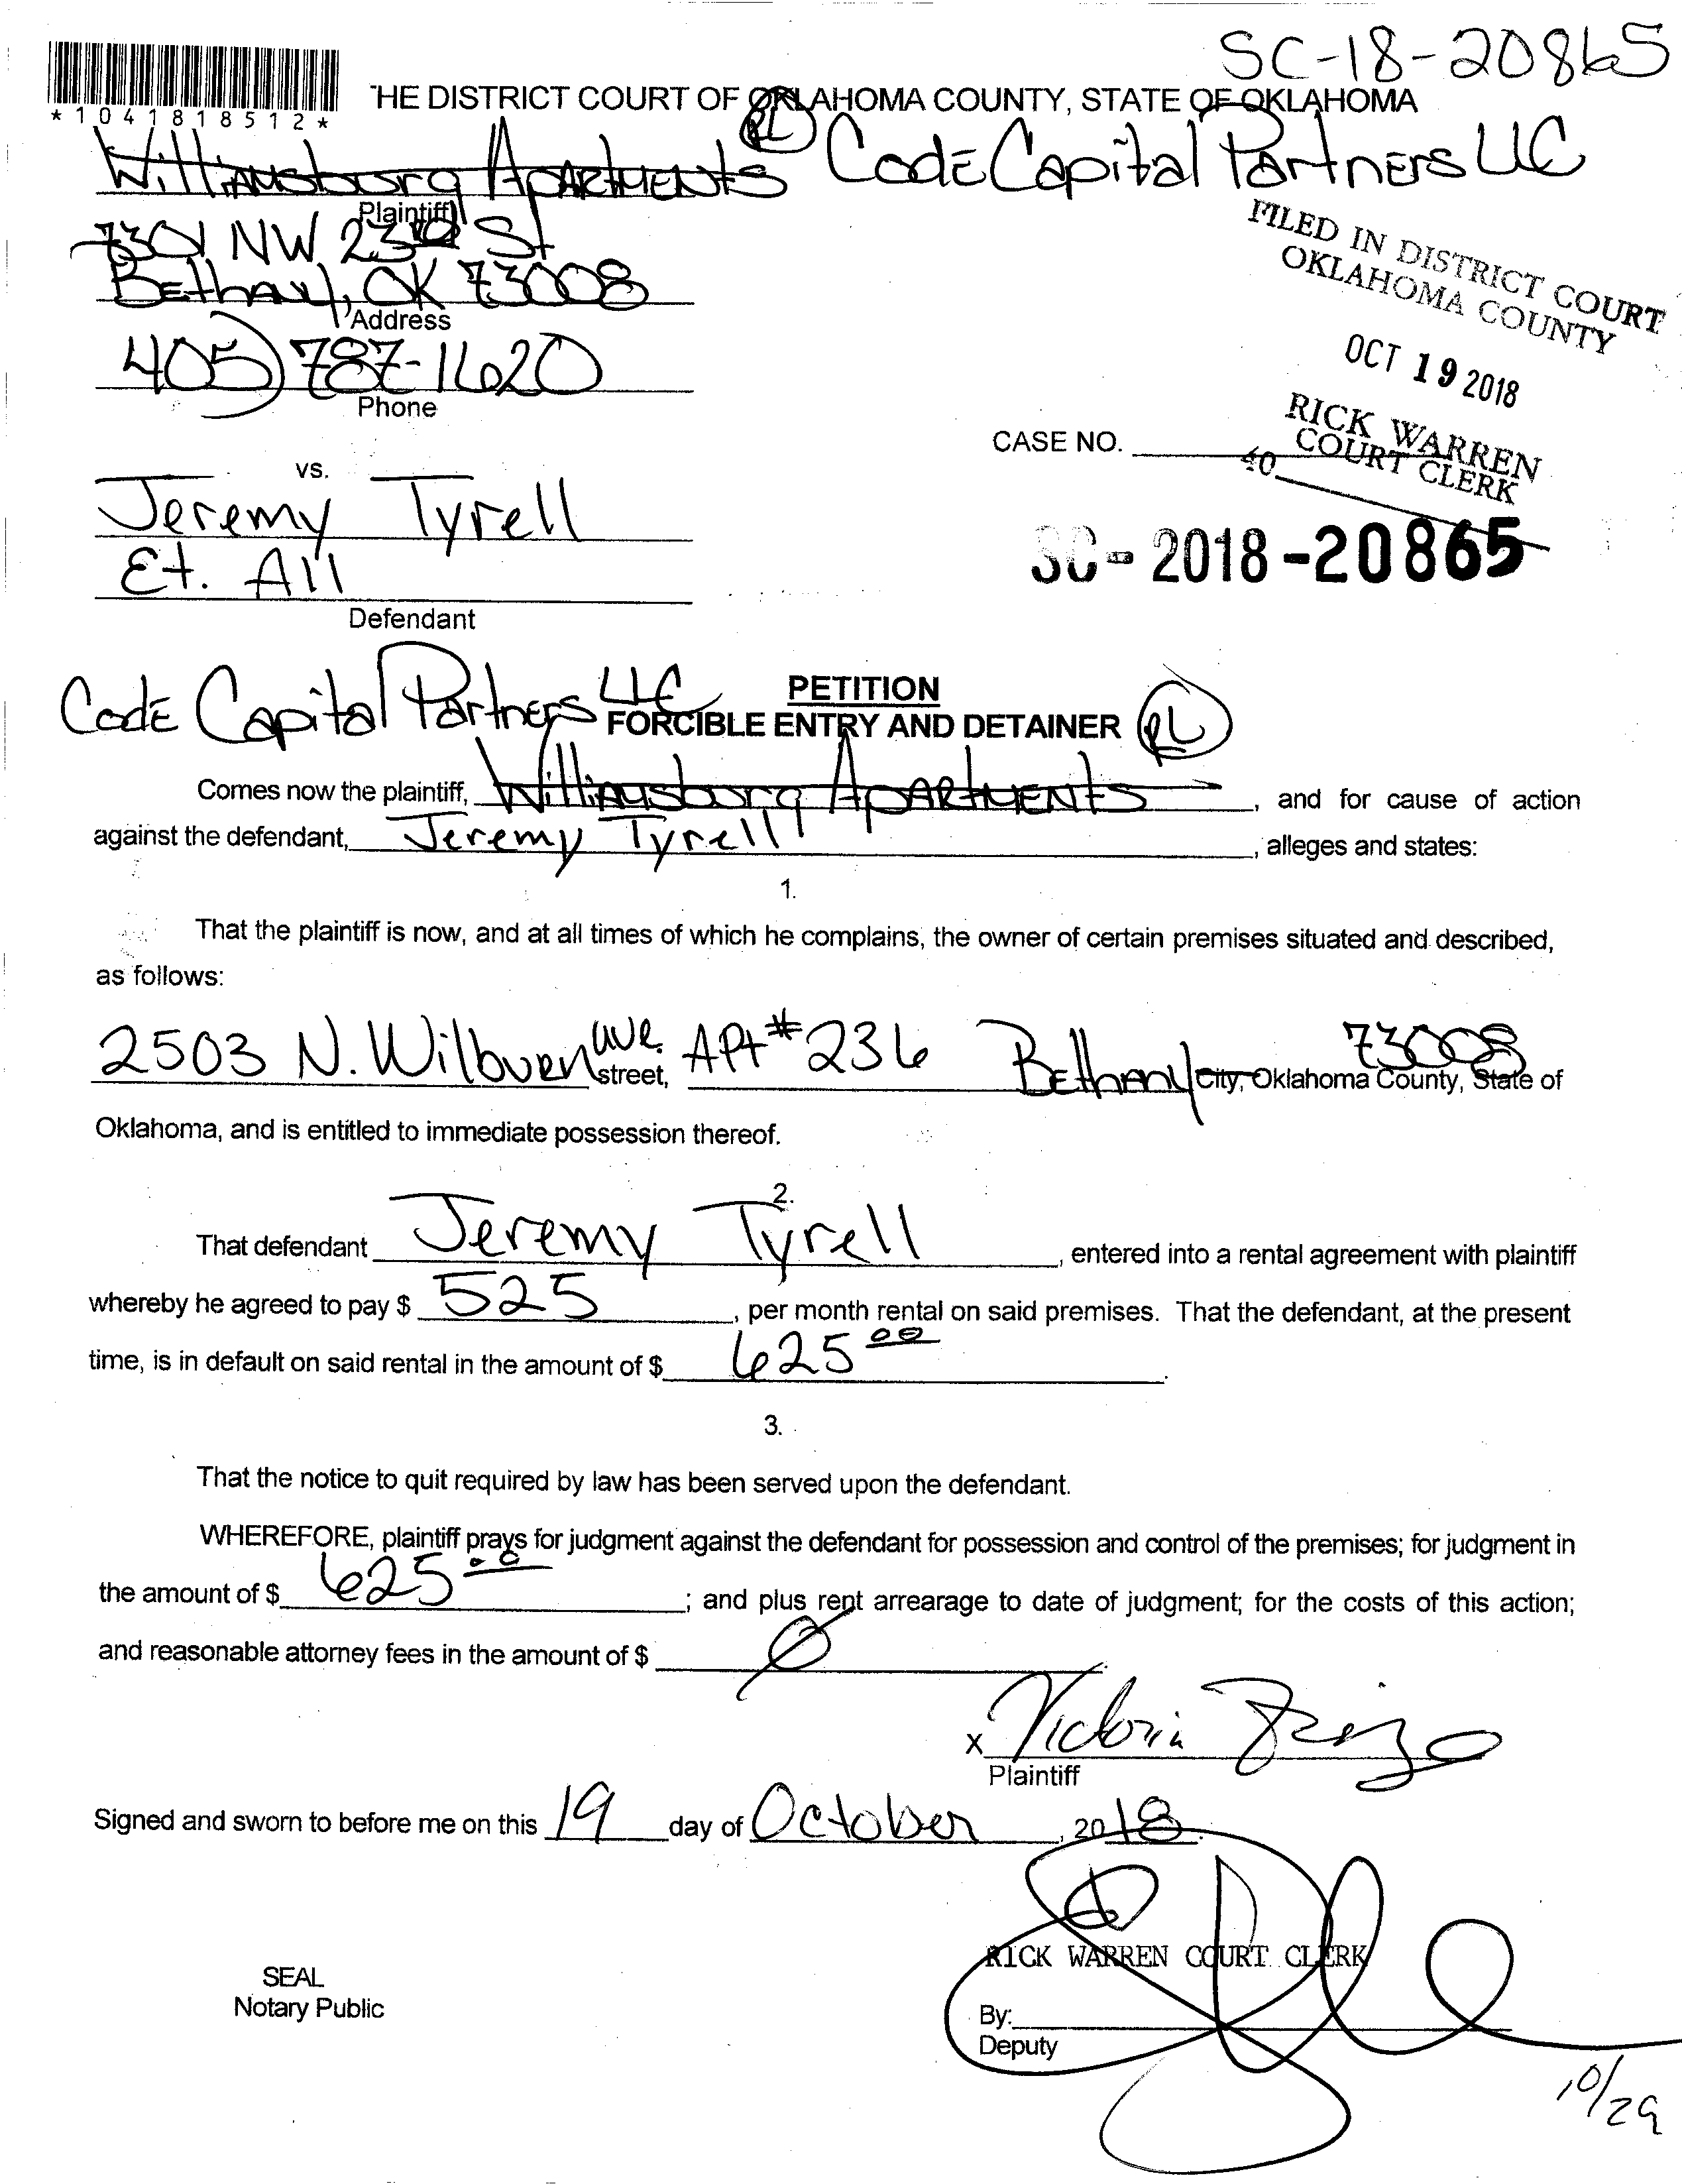 SC-18-20865
*1041818512*
THE DISTRICT COURT OF OKLAHOMA COUNTY, STATE OF OKLAHOMA
Williamsburg Apartments RL Code Capital Partners LLC
Plaintiff
7301 NW 23rd St
Bethany, OK 73008
Address
405) 787-1620
Phone
FILED IN DISTRICT COURT
OKLAHOMA COUNTY
OCT 19 2018
RICK WARREN
COURT CLERK
40
CASE NO.
SC-2018-20865
vs.
Jeremy Tyrell
Et. All
Defendant
Code Capital Partners LLC
PETITION
FORCIBLE ENTRY AND DETAINER RL
Comes now the plaintiff, Williamsburg Apartments, and for cause of action
against the defendant, Jeremy Tyrell, alleges and states:
1.
That the plaintiff is now, and at all times of which he complains, the owner of certain premises situated and described,
as follows:
2503 N. Wilburn ave. street, APt #236 Bethany City, Oklahoma County, 73008 State of
Oklahoma, and is entitled to immediate possession thereof.
2.
That defendant Jeremy Tyrell, entered into a rental agreement with plaintiff
whereby he agreed to pay $ 525, per month rental on said premises. That the defendant, at the present
time, is in default on said rental in the amount of $ 625.00.
3.
That the notice to quit required by law has been served upon the defendant.
WHEREFORE, plaintiff prays for judgment against the defendant for possession and control of the premises; for judgment in
the amount of $ 625.00; and plus rent arrearage to date of judgment; for the costs of this action;
and reasonable attorney fees in the amount of $ 0
x Victoria
Plaintiff
Signed and sworn to before me on this 19 day of October, 2018.
RICK WARREN COURT CLERK
SEAL
Notary Public
By:
Deputy
10/29